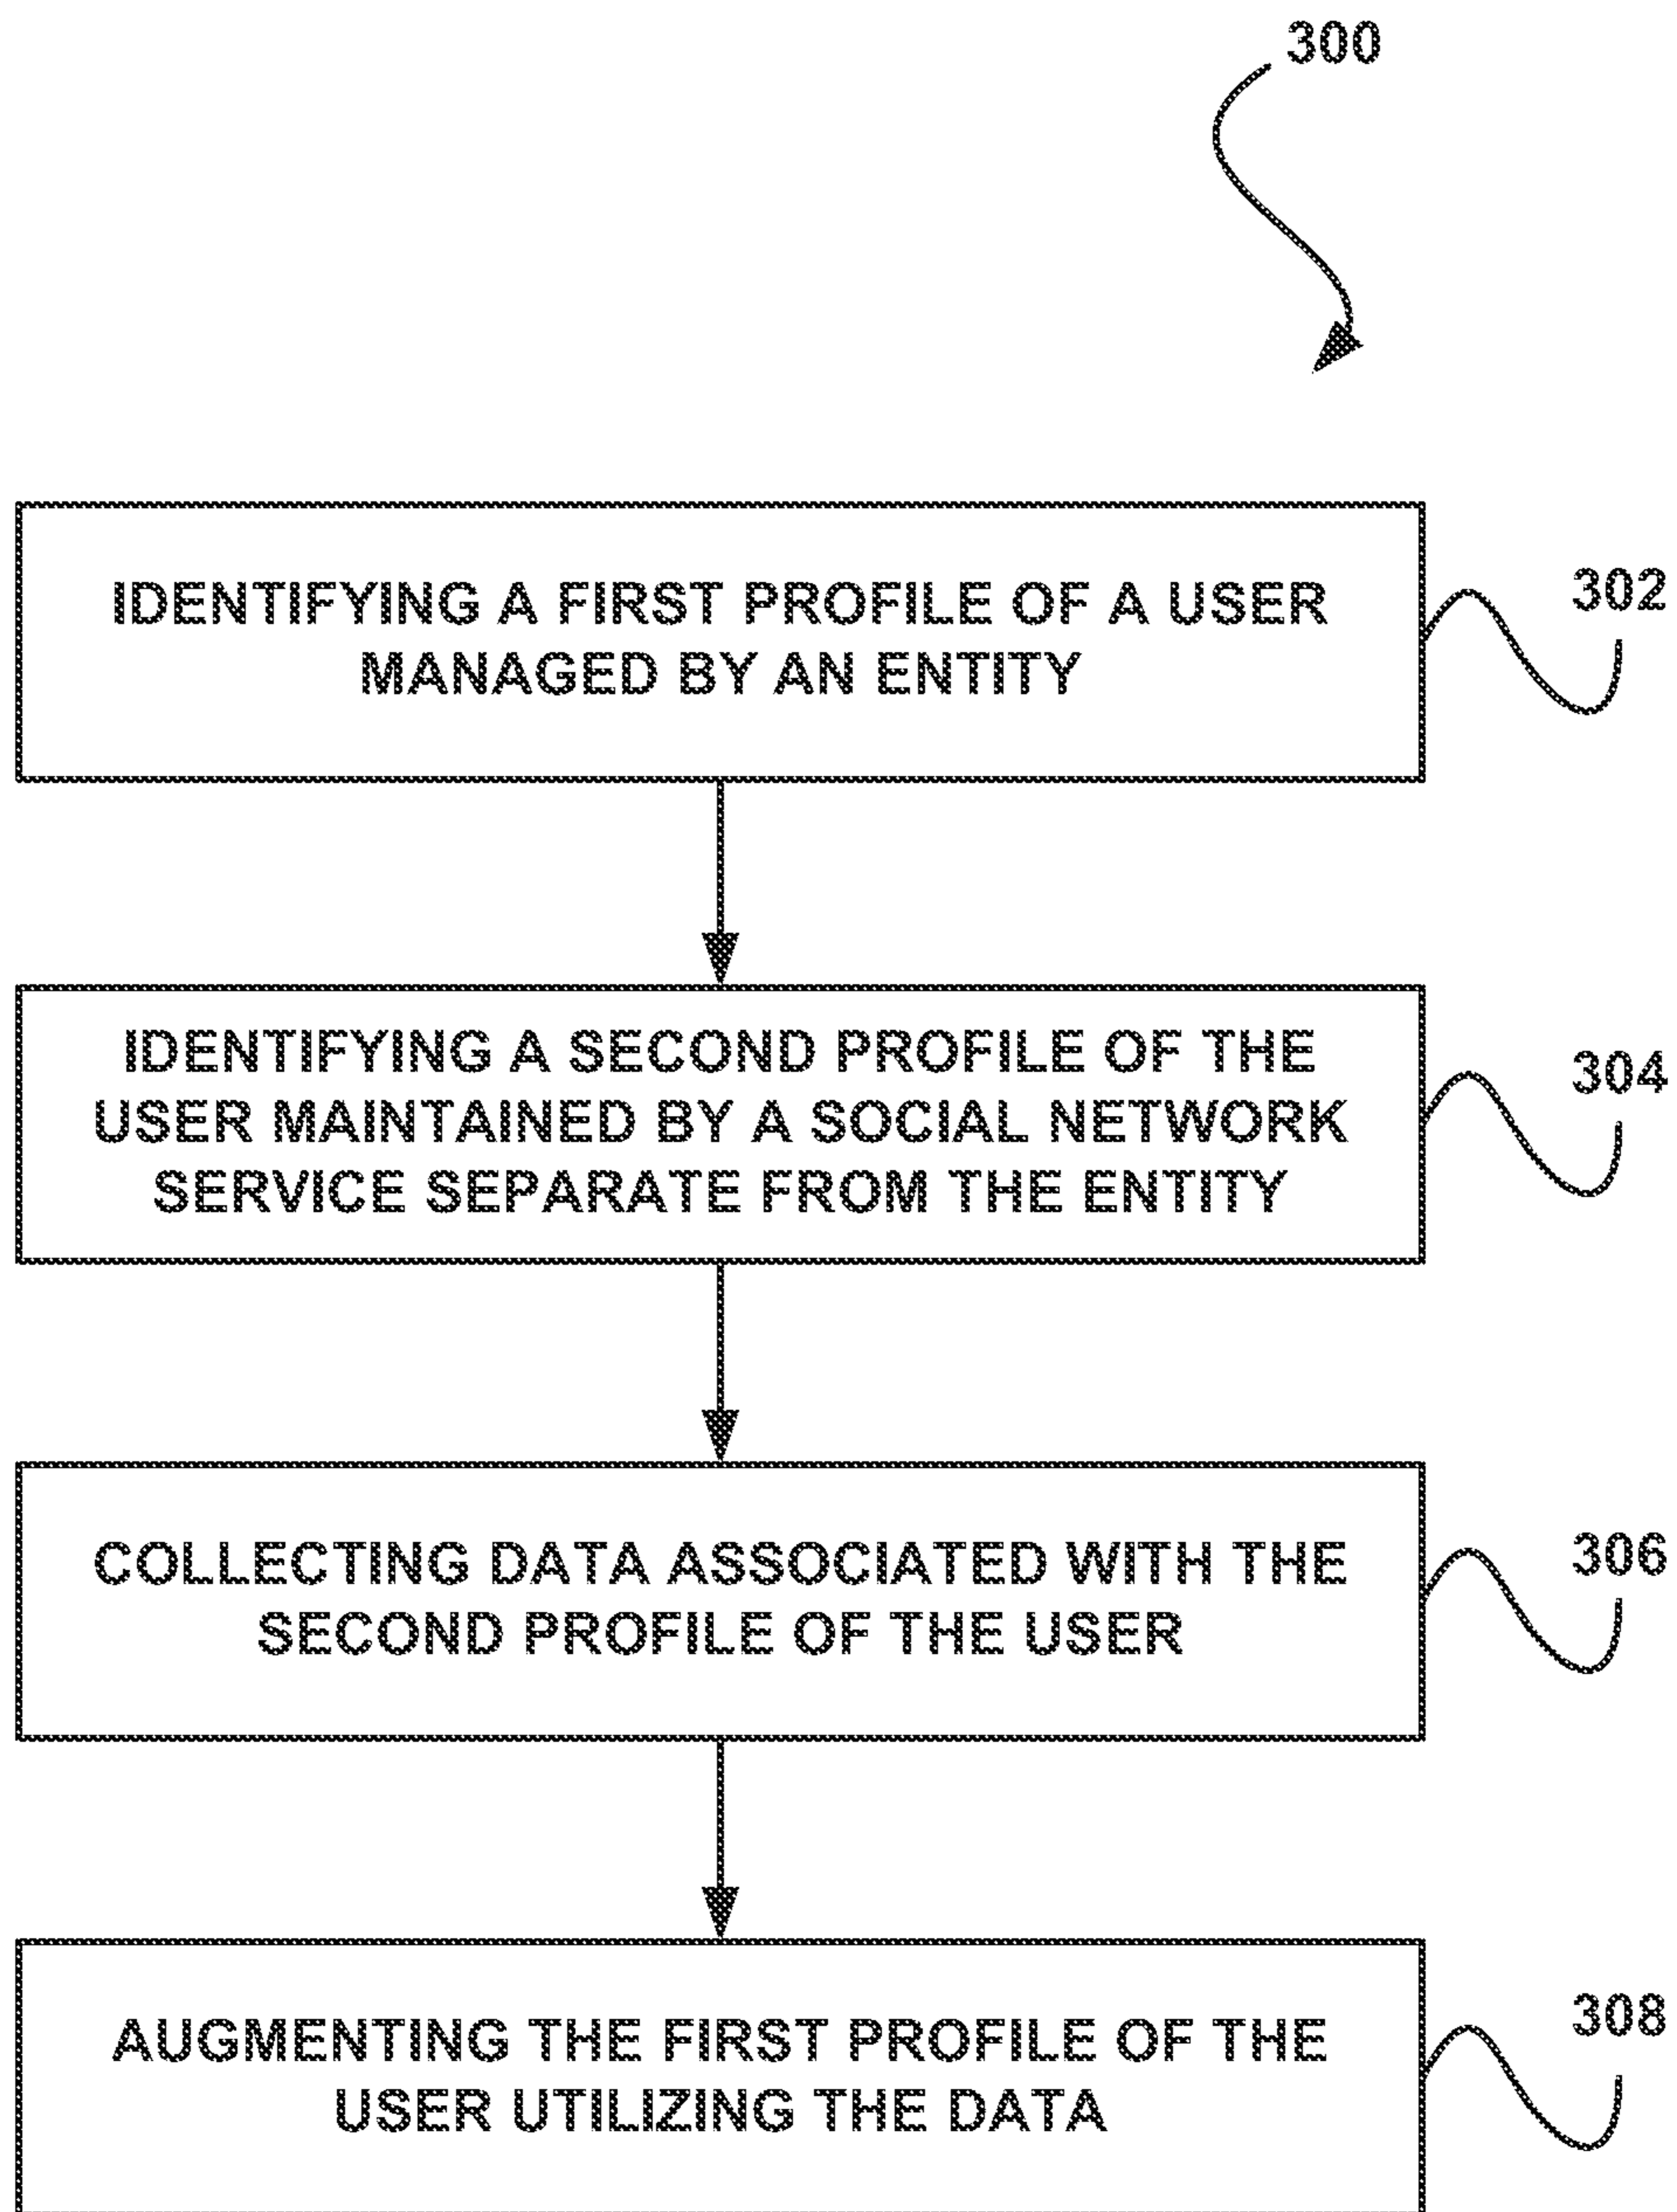 300
IDENTIFYING A FIRST PROFILE OF A USER
MANAGED BY AN ENTITY
302
IDENTIFYING A SECOND PROFILE OF THE
USER MAINTAINED BY A SOCIAL NETWORK
SERVICE SEPARATE FROM THE ENTITY
304
COLLECTING DATA ASSOCIATED WITH THE
SECOND PROFILE OF THE USER
306
AUGMENTING THE FIRST PROFILE OF THE
USER UTILIZING THE DATA
308